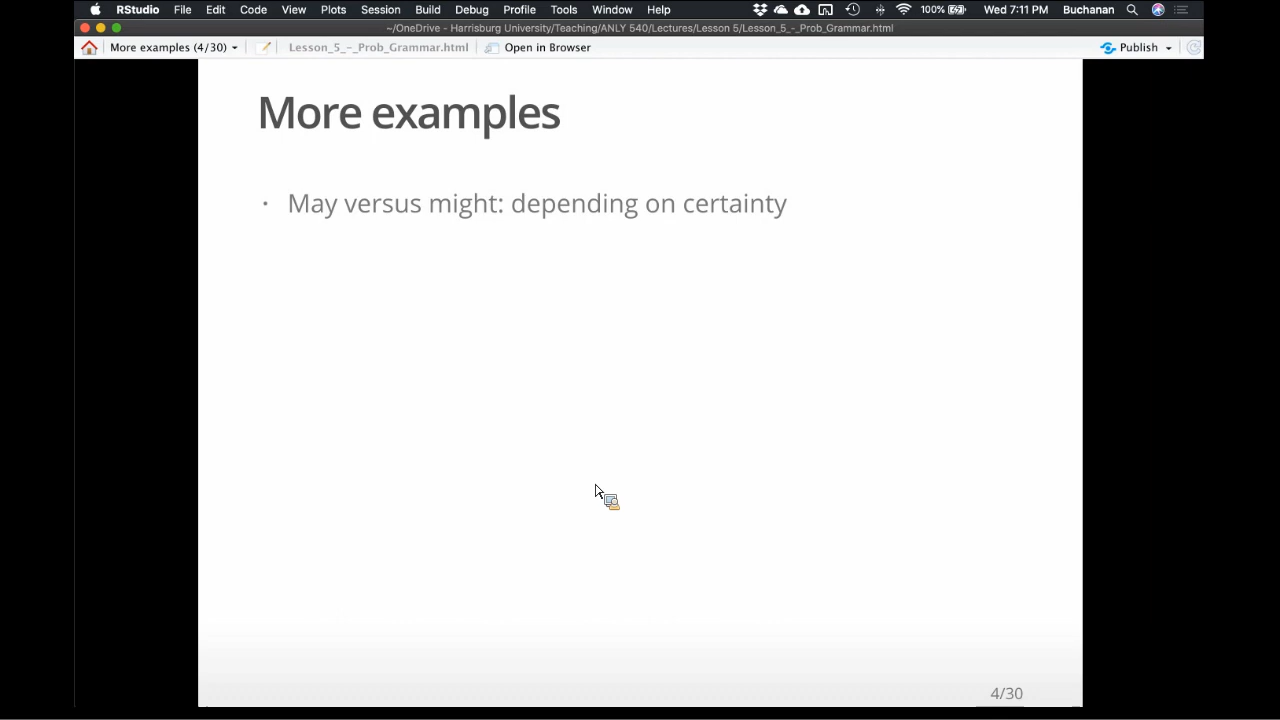 RStudio File Edit Code View Plots Session Build Debug Profile Tools Window Help 100% Wed 7:11 PM Buchanan
~/OneDrive - Harrisburg University/Teaching/ANLY 540/Lectures/Lesson 5/Lesson_5_-_Prob_Grammar.html
More examples (4/30) Lesson_5_-_Prob_Grammar.html Open in Browser Publish
More examples
• May versus might: depending on certainty
4/30